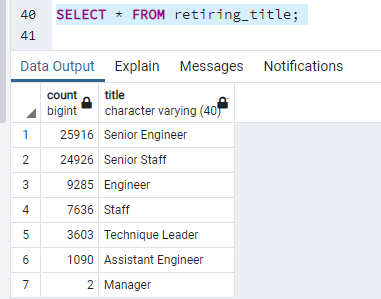 40 SELECT * FROM retiring_title;
41
Data Output Explain Messages Notifications
count title
bigint character varying (40)
1 25916 Senior Engineer
2 24926 Senior Staff
3 9285 Engineer
4 7636 Staff
5 3603 Technique Leader
6 1090 Assistant Engineer
7 2 Manager